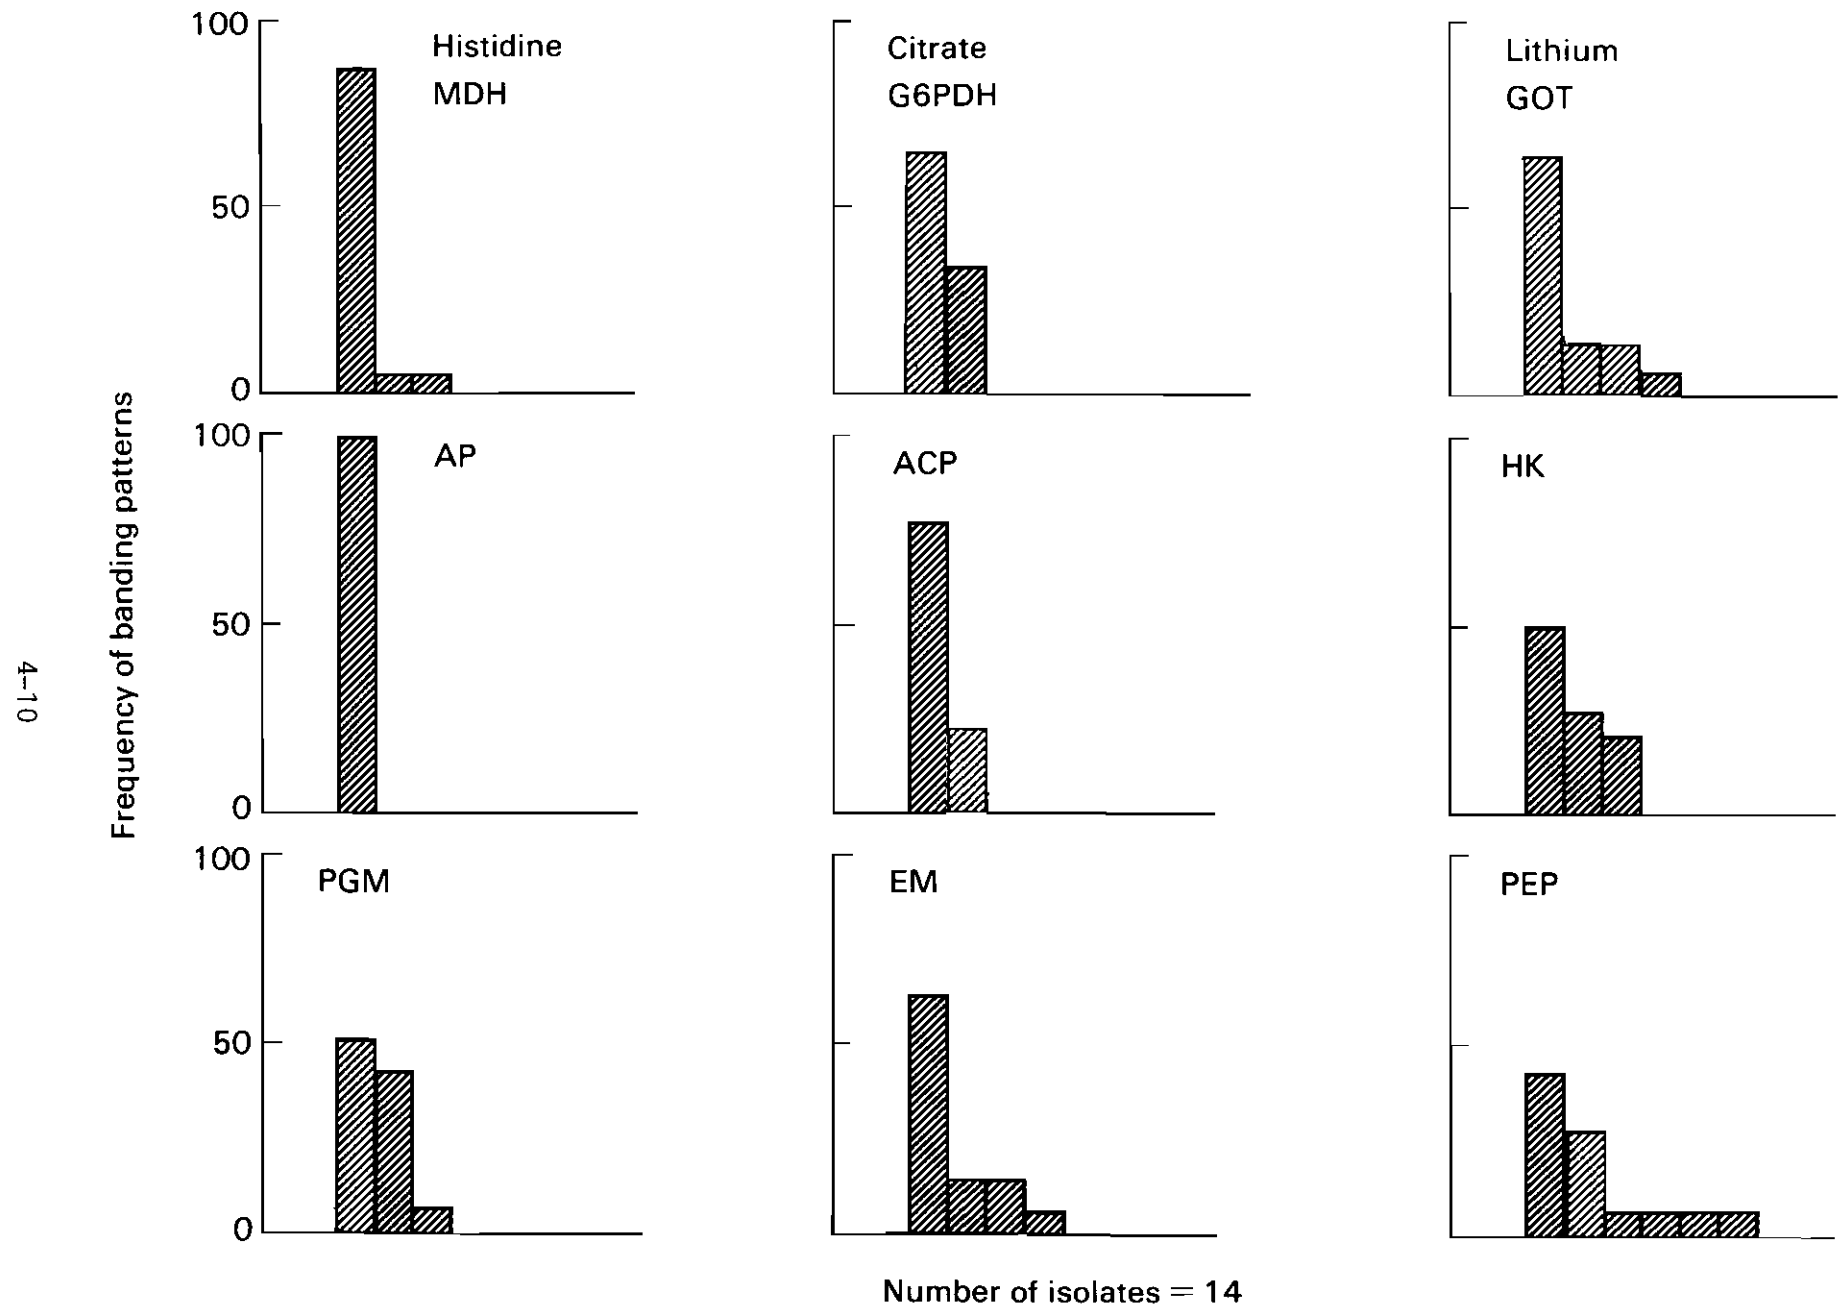 100
50
0
Histidine
MDH
Citrate
G6PDH
Lithium
GOT
100
50
0
AP
ACP
HK
100
50
0
PGM
EM
PEP
Frequency of banding patterns
Number of isolates = 14
4-10